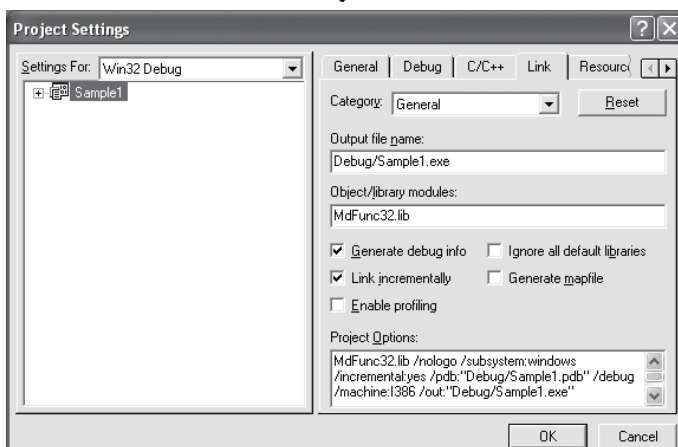 Project Settings
Settings For: Win32 Debug
Sample1
General Debug C/C++ Link
Category: General Reset
Output file name:
Debug/Sample1.exe
Object/library modules:
MdFunc32.lib
Generate debug info Ignore all default libraries
Link incrementally Generate mapfile
Enable profiling
Project Options:
MdFunc32.lib /nologo /subsystem:windows
/incremental:yes /pdb:"Debug/Sample1.pdb" /debug
/machine:I386 /out:"Debug/Sample1.exe"
OK Cancel